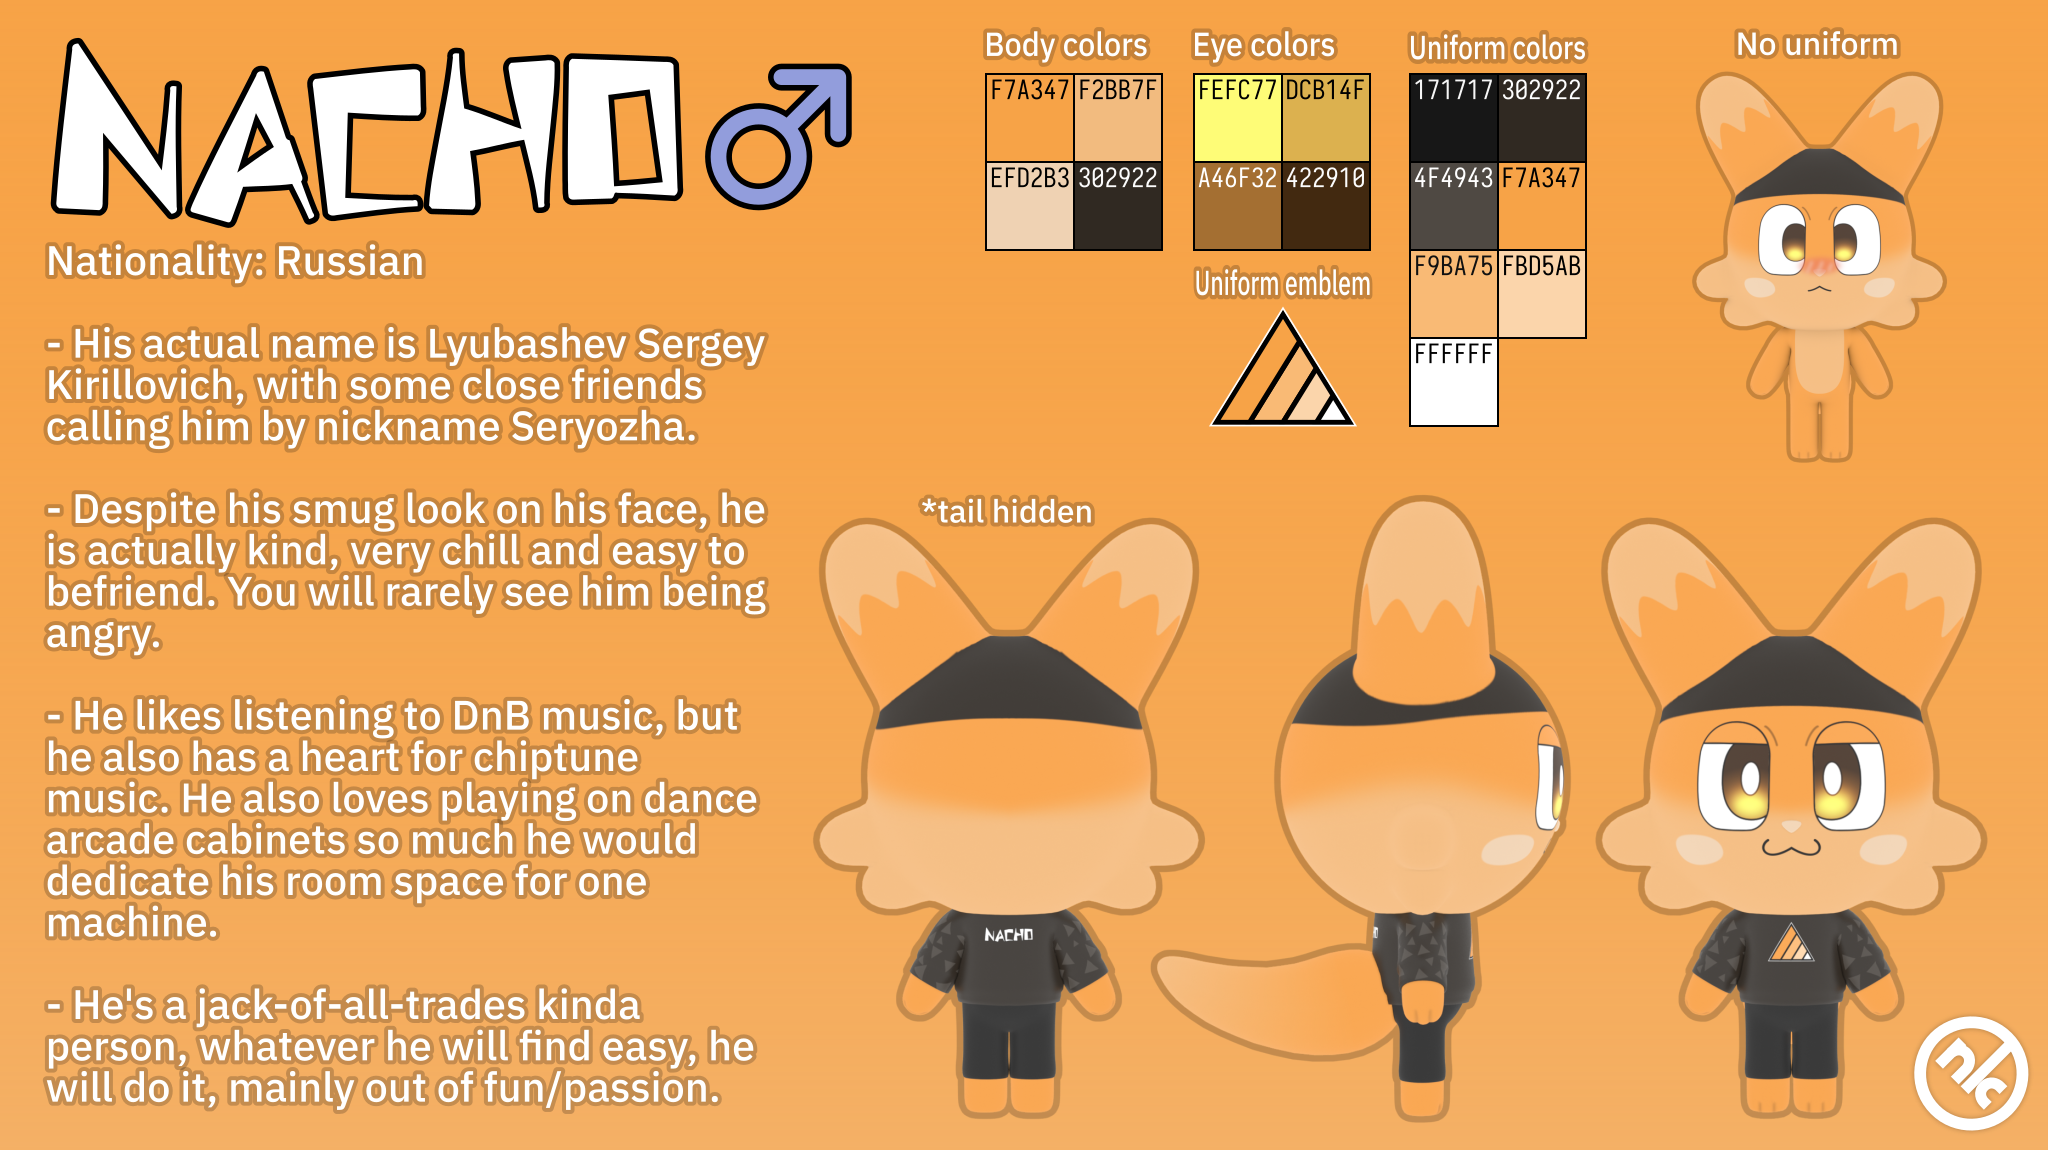 NACHO
Nationality: Russian
- His actual name is Lyubashev Sergey
Kirillovich, with some close friends
calling him by nickname Seryozha.
- Despite his smug look on his face, he
is actually kind, very chill and easy to
befriend. You will rarely see him being
angry.
- He likes listening to DnB music, but
he also has a heart for chiptune
music. He also loves playing on dance
arcade cabinets so much he would
dedicate his room space for one
machine.
- He's a jack-of-all-trades kinda
person, whatever he will find easy, he
will do it, mainly out of fun/passion.
Body colors
F7A347 F2BB7F
EFD2B3 302922
Eye colors
FEFC77 DCB14F
A46F32 422910
Uniform emblem
Uniform colors
171717 302922
4F4943 F7A347
F9BA75 FBD5AB
FFFFFF
No uniform
*tail hidden
NACHO
n/c